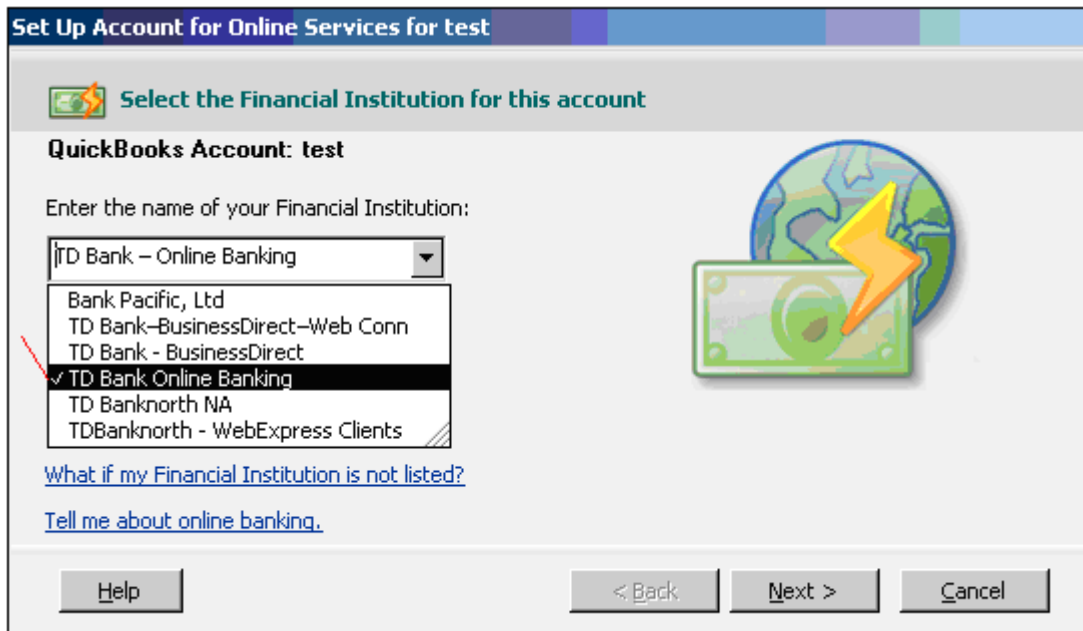 Set Up Account for Online Services for test
Select the Financial Institution for this account
QuickBooks Account: test
Enter the name of your Financial Institution:
TD Bank – Online Banking
Bank Pacific, Ltd
TD Bank–BusinessDirect–Web Conn
TD Bank - BusinessDirect
✓ TD Bank Online Banking
TD Banknorth NA
TDBanknorth - WebExpress Clients
What if my Financial Institution is not listed?
Tell me about online banking.
Help < Back Next > Cancel